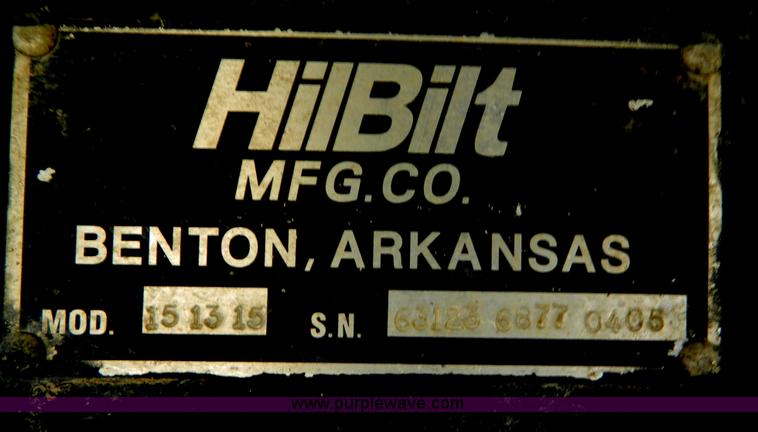 HilBilt
MFG.CO.
BENTON, ARKANSAS
MOD. 15 13 15 S.N. 63123 6877 0405
www.purplewave.com